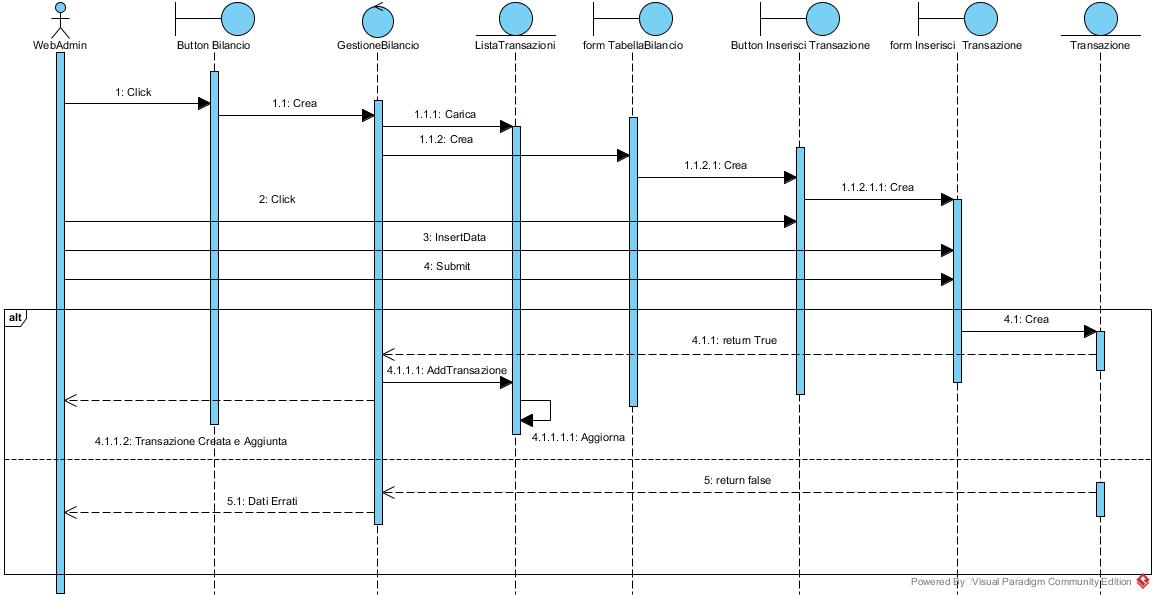 WebAdmin
Button Bilancio
GestioneBilancio
ListaTransazioni
form TabellaBilancio
Button Inserisci Transazione
form Inserisci Transazione
Transazione
1: Click
1.1: Crea
1.1.1: Carica
1.1.2: Crea
1.1.2.1: Crea
1.1.2.1.1: Crea
2: Click
3: InsertData
4: Submit
alt
4.1: Crea
4.1.1: return True
4.1.1.1: AddTransazione
4.1.1.1.1: Aggiorna
4.1.1.2: Transazione Creata e Aggiunta
5: return false
5.1: Dati Errati
Powered By Visual Paradigm Community Edition